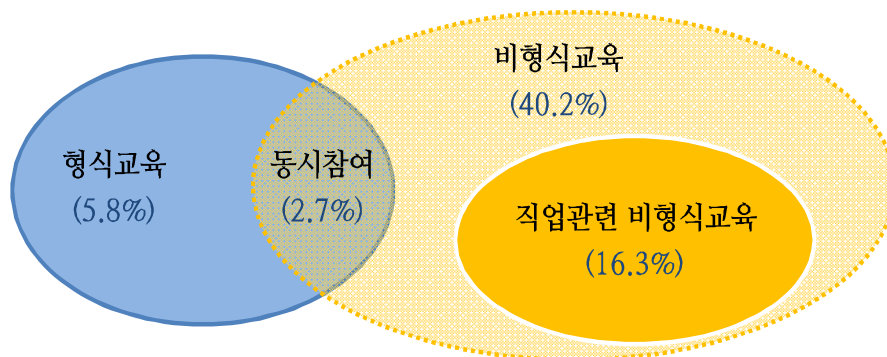 비형식교육
(40.2%)
형식교육
(5.8%)
동시참여
(2.7%)
직업관련 비형식교육
(16.3%)